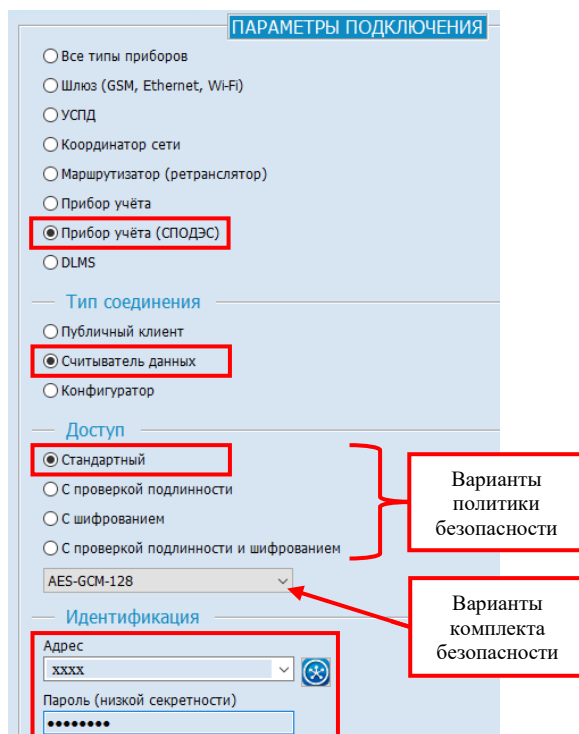 ПАРАМЕТРЫ ПОДКЛЮЧЕНИЯ
Все типы приборов
Шлюз (GSM, Ethernet, Wi-Fi)
УСПД
Координатор сети
Маршрутизатор (ретранслятор)
Прибор учёта
Прибор учёта (СПОДЭС)
DLMS
Тип соединения
Публичный клиент
Считыватель данных
Конфигуратор
Доступ
Стандартный
С проверкой подлинности
С шифрованием
С проверкой подлинности и шифрованием
Варианты
политики
безопасности
AES-GCM-128
Варианты
комплекта
безопасности
Идентификация
Адрес
xxxx
Пароль (низкой секретности)
••••••••